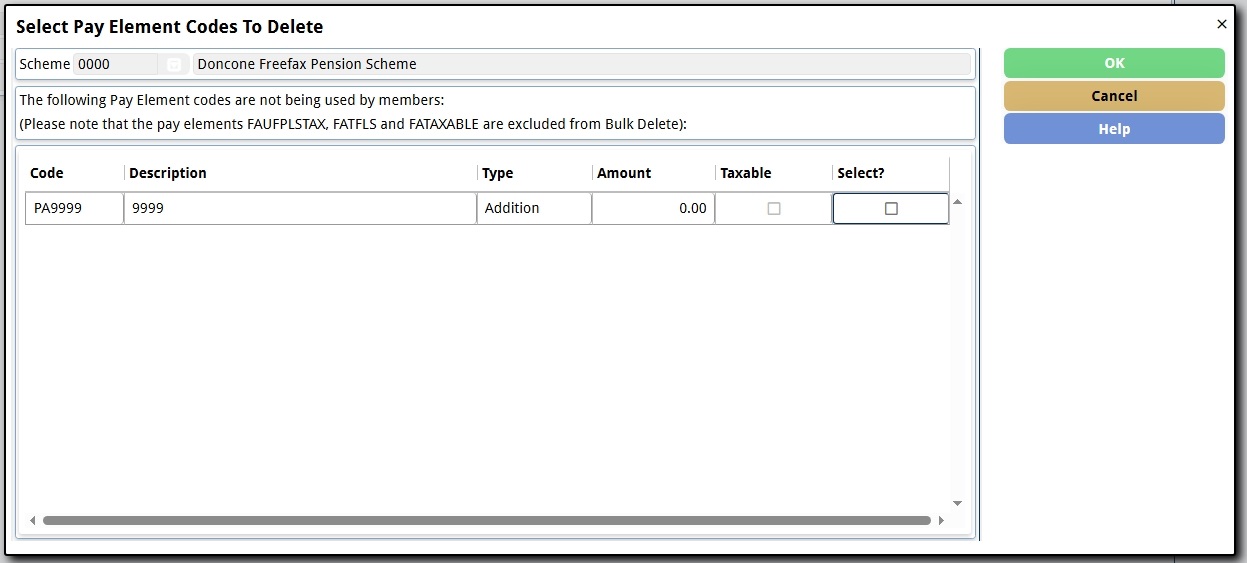 Select Pay Element Codes To Delete
×
Scheme 0000 Doncone Freefax Pension Scheme
OK
Cancel
Help
The following Pay Element codes are not being used by members:
(Please note that the pay elements FAUFPLSTAX, FATFLS and FATAXABLE are excluded from Bulk Delete):
Code Description Type Amount Taxable Select?
PA9999 9999 Addition 0.00